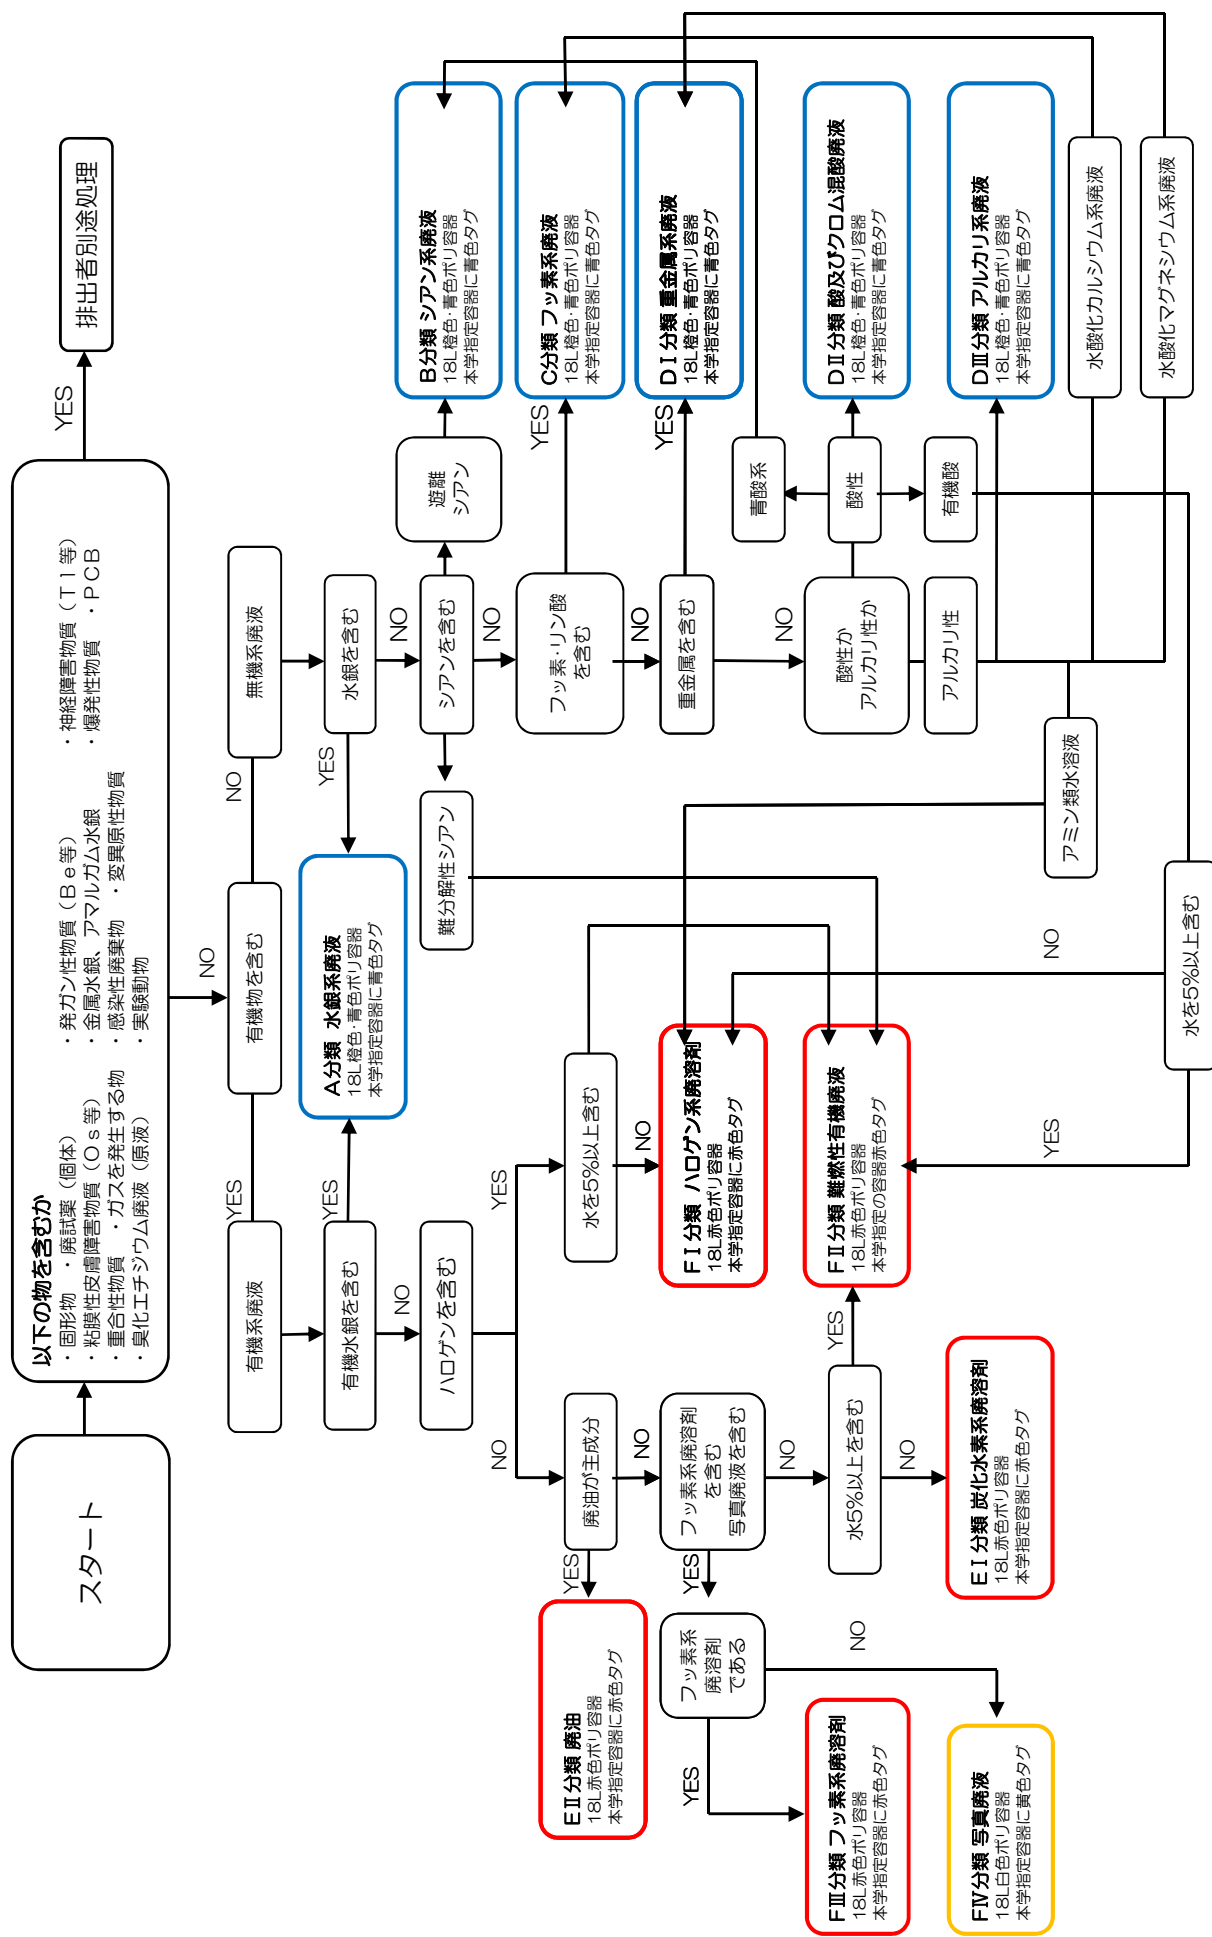 スタート
以下の物を含むか
・固形物　・廃試薬（個体）
・粘膜性皮膚障害物質（Ｏｓ等）
・重合性物質　・ガスを発生する物
・臭化エチジウム廃液（原液）
・発ガン性物質（Ｂｅ等）
・金属水銀、アマルガム水銀
・感染性廃棄物　・変異原性物質
・実験動物
・神経障害物質（Ｔｌ等）
・爆発性物質　・ＰＣＢ
YES
排出者別途処理
NO
有機物を含む
YES
NO
有機系廃液
無機系廃液
有機水銀を含む
YES
A分類 水銀系廃液
18L橙色･青色ポリ容器
本学指定容器に青色タグ
YES
水銀を含む
NO
NO
ハロゲンを含む
難分解性シアン
シアンを含む
遊離
シアン
B分類 シアン系廃液
18L橙色･青色ポリ容器
本学指定容器に青色タグ
NO
YES
NO
EⅡ分類 廃油
18L赤色ポリ容器
本学指定容器に赤色タグ
YES
廃油が主成分
水を5%以上含む
フッ素･リン酸
を含む
YES
C分類 フッ素系廃液
18L橙色･青色ポリ容器
本学指定容器に青色タグ
NO
NO
NO
フッ素系
廃溶剤
である
YES
フッ素系廃溶剤
を含む
写真廃液を含む
FⅠ分類 ハロゲン系廃溶剤
18L赤色ポリ容器
本学指定容器に赤色タグ
重金属を含む
YES
DⅠ分類 重金属系廃液
18L橙色･青色ポリ容器
本学指定容器に青色タグ
YES
NO
NO
青酸系
FⅢ分類 フッ素系廃溶剤
18L赤色ポリ容器
本学指定容器に赤色タグ
NO
水5%以上を含む
YES
FⅡ分類 難燃性有機廃液
18L赤色ポリ容器
本学指定の容器赤色タグ
酸性か
アルカリ性か
酸性
DⅡ分類 酸及びクロム混酸廃液
18L橙色･青色ポリ容器
本学指定容器に青色タグ
NO
FⅣ分類 写真廃液
18L白色ポリ容器
本学指定容器に黄色タグ
EⅠ分類 炭化水素系廃溶剤
18L赤色ポリ容器
本学指定容器に赤色タグ
アルカリ性
有機酸
DⅢ分類 アルカリ系廃液
18L橙色･青色ポリ容器
本学指定容器に青色タグ
YES
NO
アミン類水溶液
水酸化カルシウム系廃液
水を5%以上含む
水酸化マグネシウム系廃液